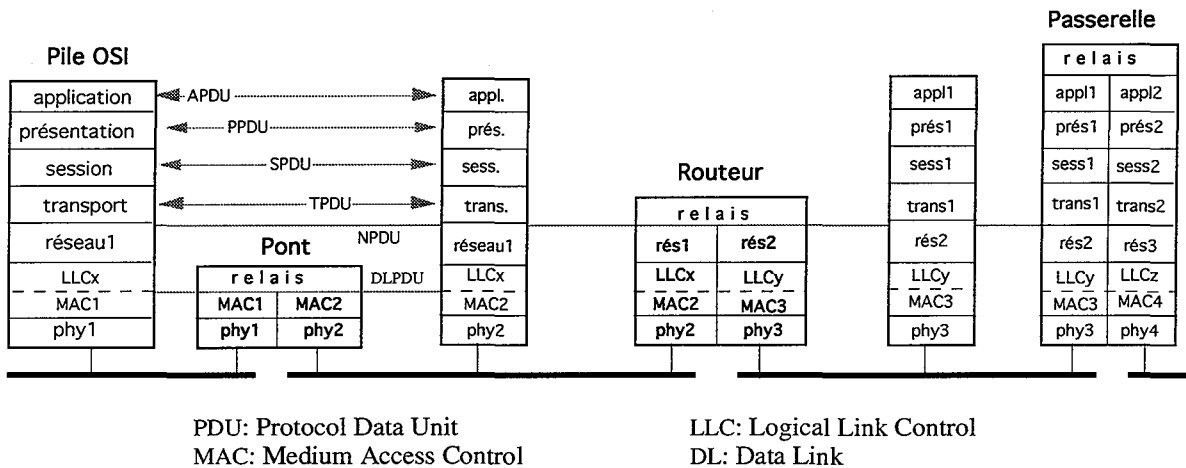 Passerelle
Pile OSI
relais
application APDU appl. appl1 appl1 appl2
présentation PPDU prés. prés1 prés1 prés2
session SPDU sess. Routeur sess1 sess1 sess2
transport TPDU trans. relais trans1 trans1 trans2
réseau1 Pont NPDU réseau1 rés1 rés2 rés2 rés2 rés3
LLCx relais DLPDU LLCx LLCx LLCy LLCy LLCy LLCz
MAC1 MAC1 MAC2 MAC2 MAC2 MAC3 MAC3 MAC3 MAC4
phy1 phy1 phy2 phy2 phy2 phy3 phy3 phy3 phy4
PDU: Protocol Data Unit LLC: Logical Link Control
MAC: Medium Access Control DL: Data Link